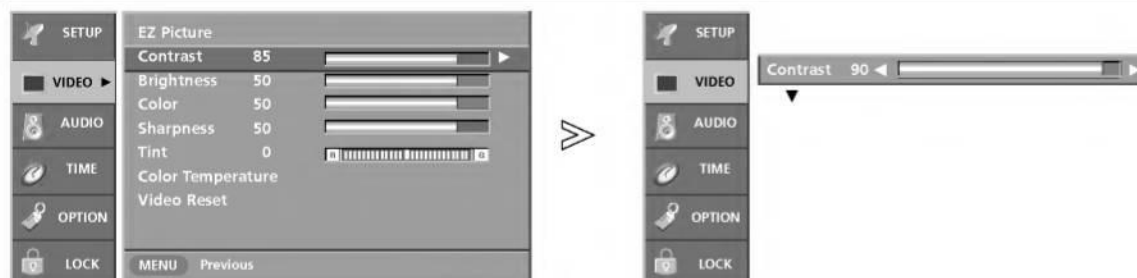 SETUP
VIDEO ►
AUDIO
TIME
OPTION
LOCK
EZ Picture
Contrast 85 ►
Brightness 50
Color 50
Sharpness 50
Tint 0 R G
Color Temperature
Video Reset
MENU Previous
SETUP
VIDEO
AUDIO
TIME
OPTION
LOCK
Contrast 90 ◄ ►
▼